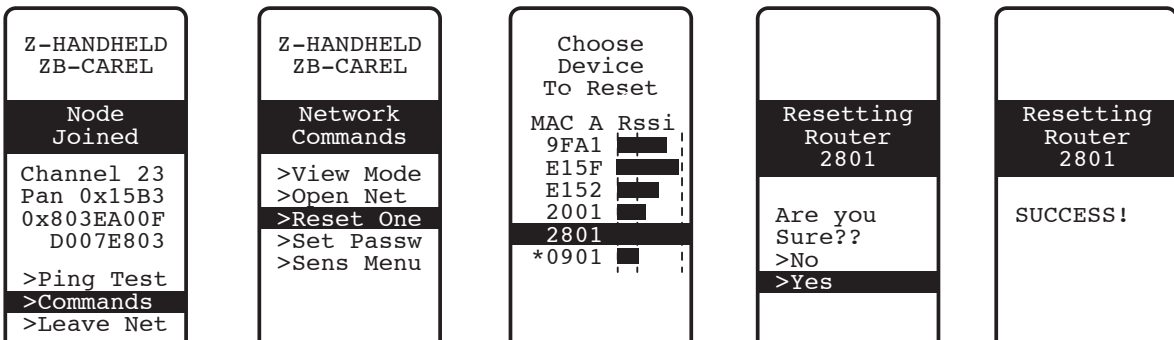 Z-HANDHELD
ZB-CAREL
Node
Joined
Channel 23
Pan 0x15B3
0x803EA00F
D007E803
>Ping Test
>Commands
>Leave Net
Z-HANDHELD
ZB-CAREL
Network
Commands
>View Mode
>Open Net
>Reset One
>Set Passw
>Sens Menu
Choose
Device
To Reset
MAC A Rssi
9FA1
E15F
E152
2001
2801
*0901
Resetting
Router
2801
Are you
Sure??
>No
>Yes
Resetting
Router
2801
SUCCESS!